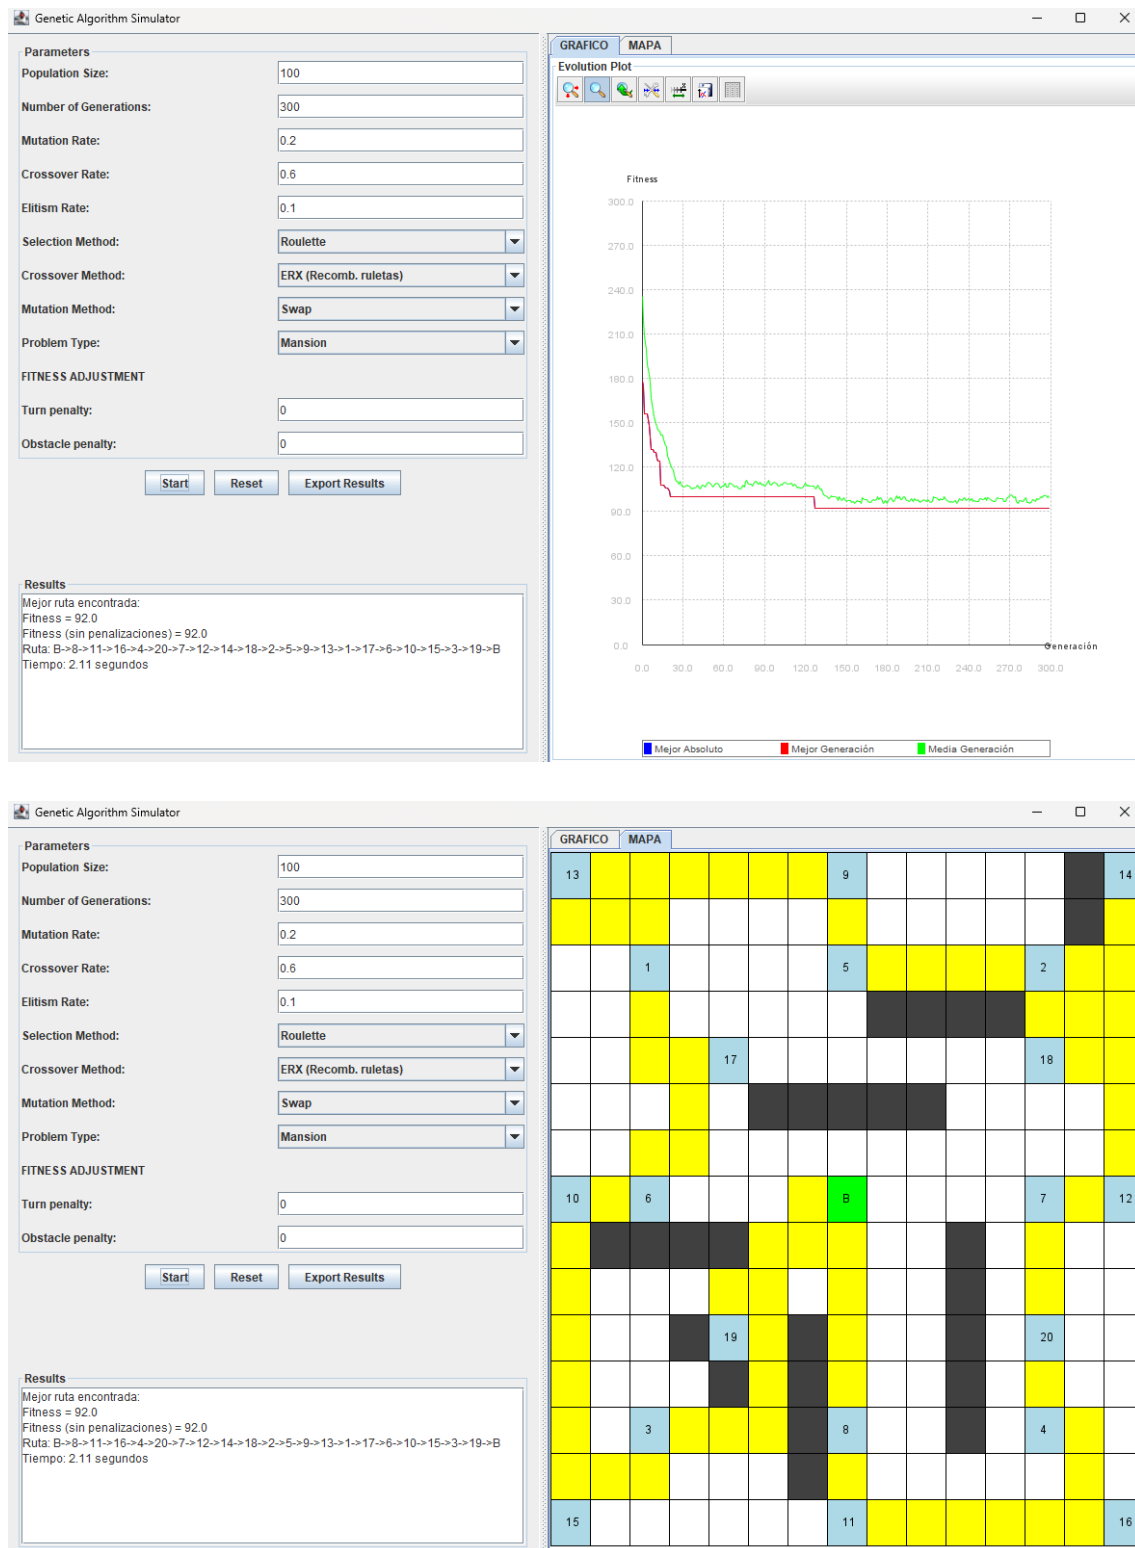 Genetic Algorithm Simulator
Parameters
Population Size: 100
Number of Generations: 300
Mutation Rate: 0.2
Crossover Rate: 0.6
Elitism Rate: 0.1
Selection Method: Roulette
Crossover Method: ERX (Recomb. ruletas)
Mutation Method: Swap
Problem Type: Mansion
FITNESS ADJUSTMENT
Turn penalty: 0
Obstacle penalty: 0
Start Reset Export Results
Results
Mejor ruta encontrada:
Fitness = 92.0
Fitness (sin penalizaciones) = 92.0
Ruta: B->8->11->16->4->20->7->12->14->18->2->5->9->13->1->17->6->10->15->3->19->B
Tiempo: 2.11 segundos
GRAFICO MAPA
Evolution Plot
Fitness
300.0
270.0
240.0
210.0
180.0
150.0
120.0
90.0
60.0
30.0
0.0
Generación
0.0 30.0 60.0 90.0 120.0 150.0 180.0 210.0 240.0 270.0 300.0
Mejor Absoluto Mejor Generación Media Generación
Genetic Algorithm Simulator
Parameters
Population Size: 100
Number of Generations: 300
Mutation Rate: 0.2
Crossover Rate: 0.6
Elitism Rate: 0.1
Selection Method: Roulette
Crossover Method: ERX (Recomb. ruletas)
Mutation Method: Swap
Problem Type: Mansion
FITNESS ADJUSTMENT
Turn penalty: 0
Obstacle penalty: 0
Start Reset Export Results
Results
Mejor ruta encontrada:
Fitness = 92.0
Fitness (sin penalizaciones) = 92.0
Ruta: B->8->11->16->4->20->7->12->14->18->2->5->9->13->1->17->6->10->15->3->19->B
Tiempo: 2.11 segundos
GRAFICO MAPA
13 9 14
1 5 2
17 18
10 6 B 7 12
19 20
3 8 4
15 11 16